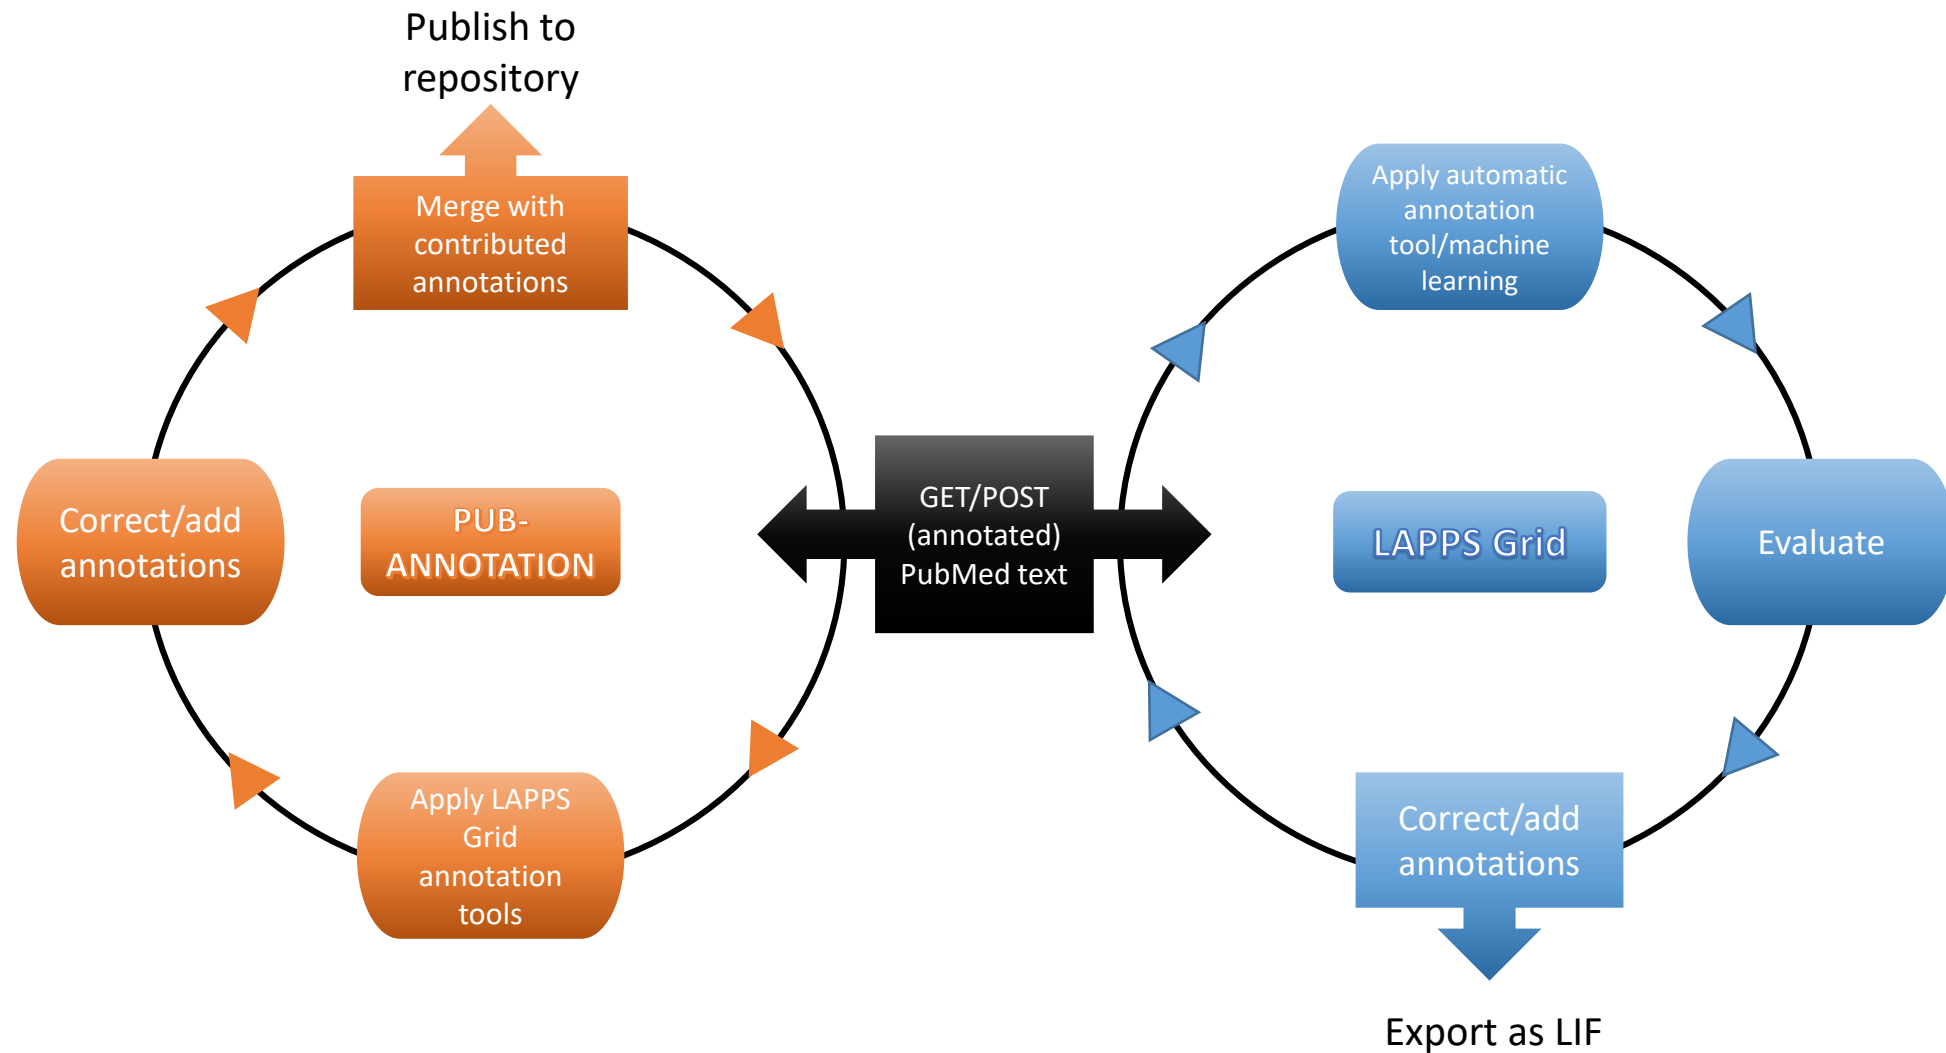 Publish to
repository
Merge with
contributed
annotations
Correct/add
annotations
PUB-
ANNOTATION
Apply LAPPS
Grid
annotation
tools
GET/POST
(annotated)
PubMed text
Apply automatic
annotation
tool/machine
learning
LAPPS Grid
Evaluate
Correct/add
annotations
Export as LIF